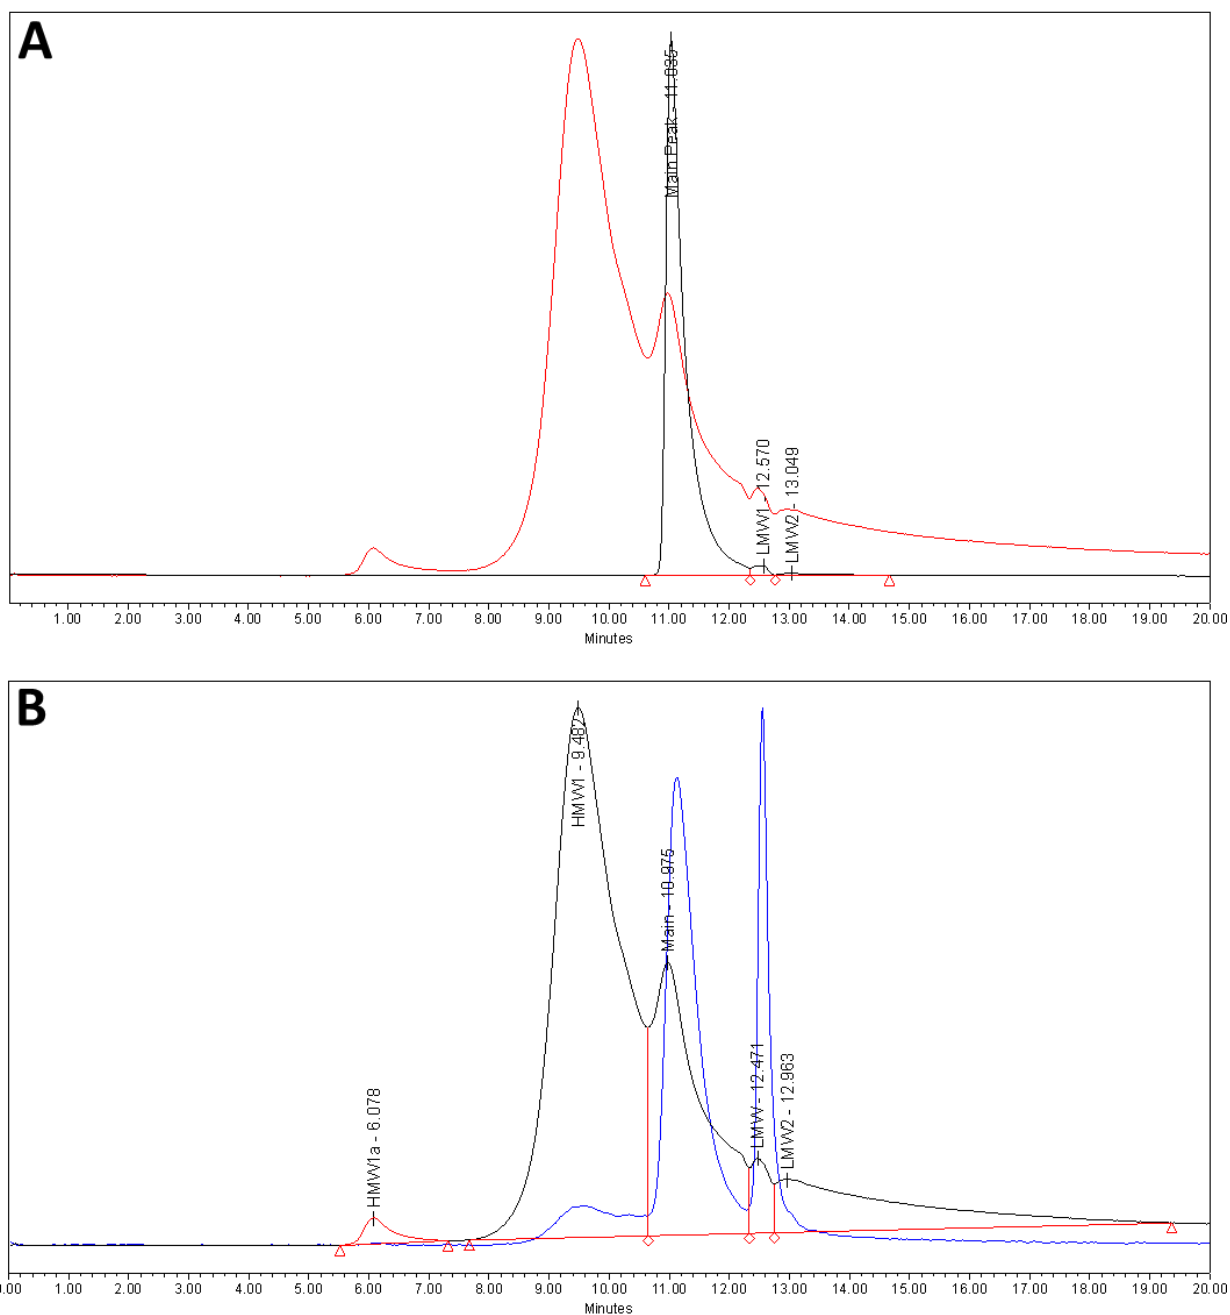 A
Main Peak - 11.035
LMW1 - 12.570
LMW2 - 13.049
1.00 2.00 3.00 4.00 5.00 6.00 7.00 8.00 9.00 10.00 11.00 12.00 13.00 14.00 15.00 16.00 17.00 18.00 19.00 20.00
Minutes
B
HMW1a - 6.078
HMW1 - 9.482
Main - 10.975
LMW - 12.471
LMW2 - 12.963
0.00 1.00 2.00 3.00 4.00 5.00 6.00 7.00 8.00 9.00 10.00 11.00 12.00 13.00 14.00 15.00 16.00 17.00 18.00 19.00 20.00
Minutes